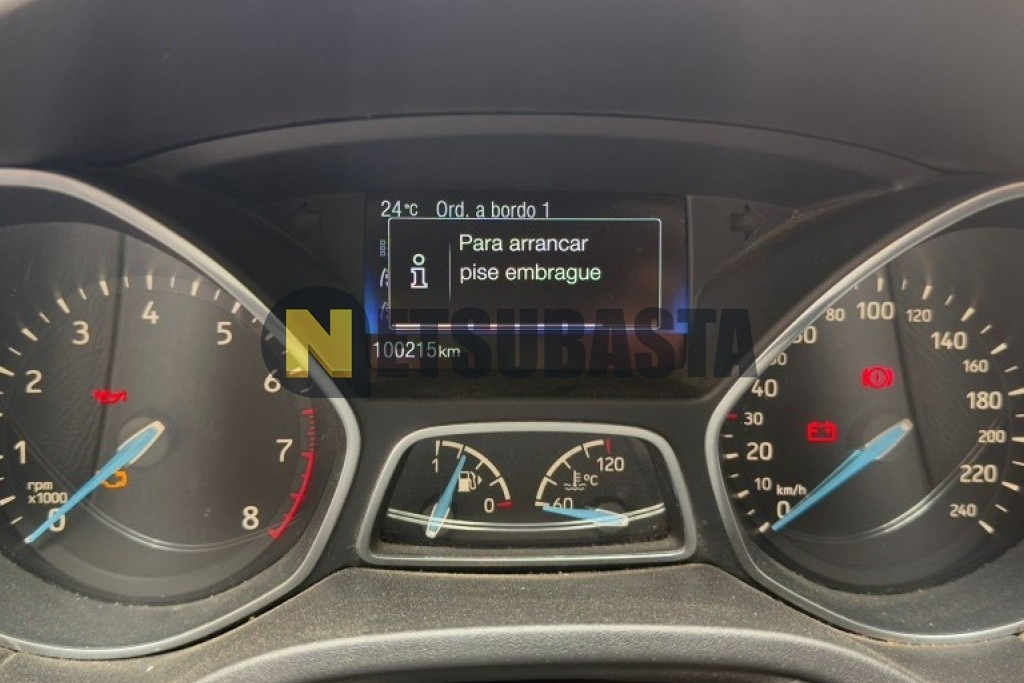 24°C Ord. a bordo 1
Para arrancar
pise embrague
100215km
NETSUBASTA
0 1 2 3 4 5 6 7 8
rpm
x1000
1 0
60 120
°C
0 10 20 30 40 60 80 100 120 140 160 180 200 220 240
km/h